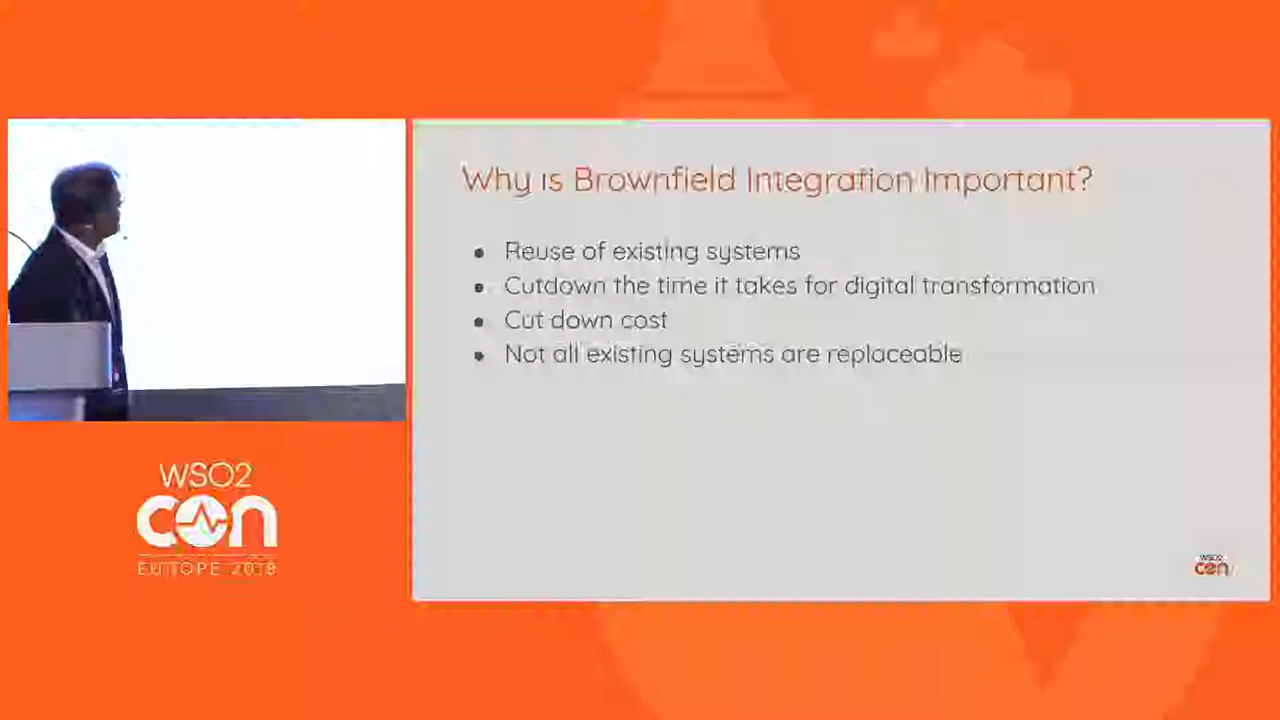 Why is Brownfield Integration Important?
Reuse of existing systems
Cutdown the time it takes for digital transformation
Cut down cost
Not all existing systems are replaceable
WSO2
con
EUROPE 2018
WSO2
con